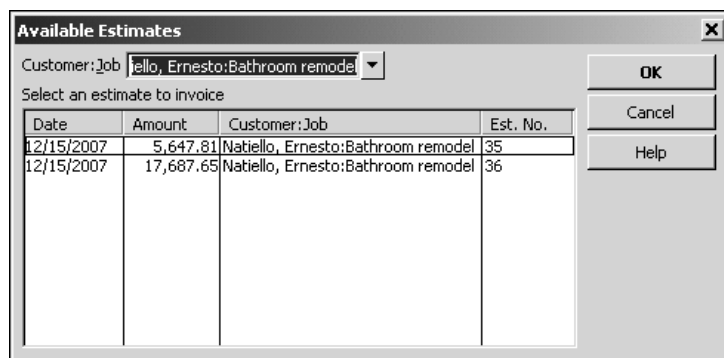 Available Estimates
Customer:Job iello, Ernesto:Bathroom remodel
OK
Select an estimate to invoice
Cancel
Date Amount Customer:Job Est. No.
Help
12/15/2007 5,647.81 Natiello, Ernesto:Bathroom remodel 35
12/15/2007 17,687.65 Natiello, Ernesto:Bathroom remodel 36